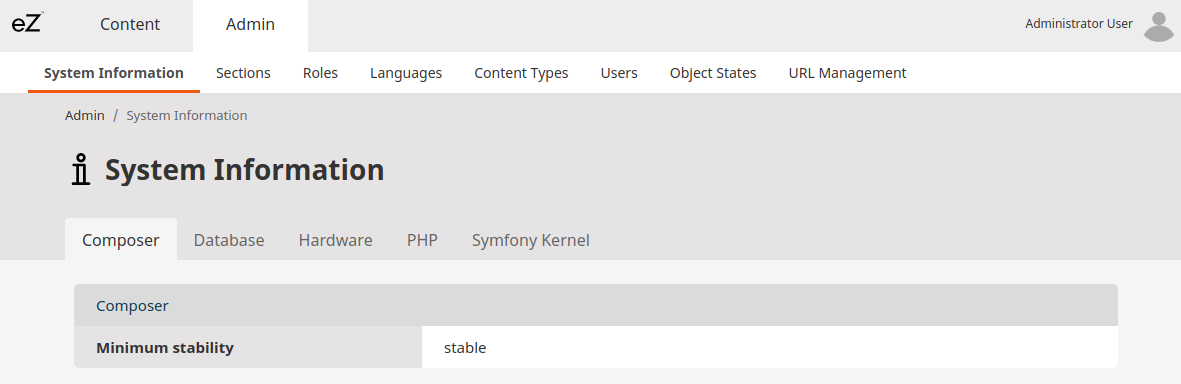 eZ Content Admin Administrator User
System Information Sections Roles Languages Content Types Users Object States URL Management
Admin / System Information
System Information
Composer Database Hardware PHP Symfony Kernel
Composer
Minimum stability stable